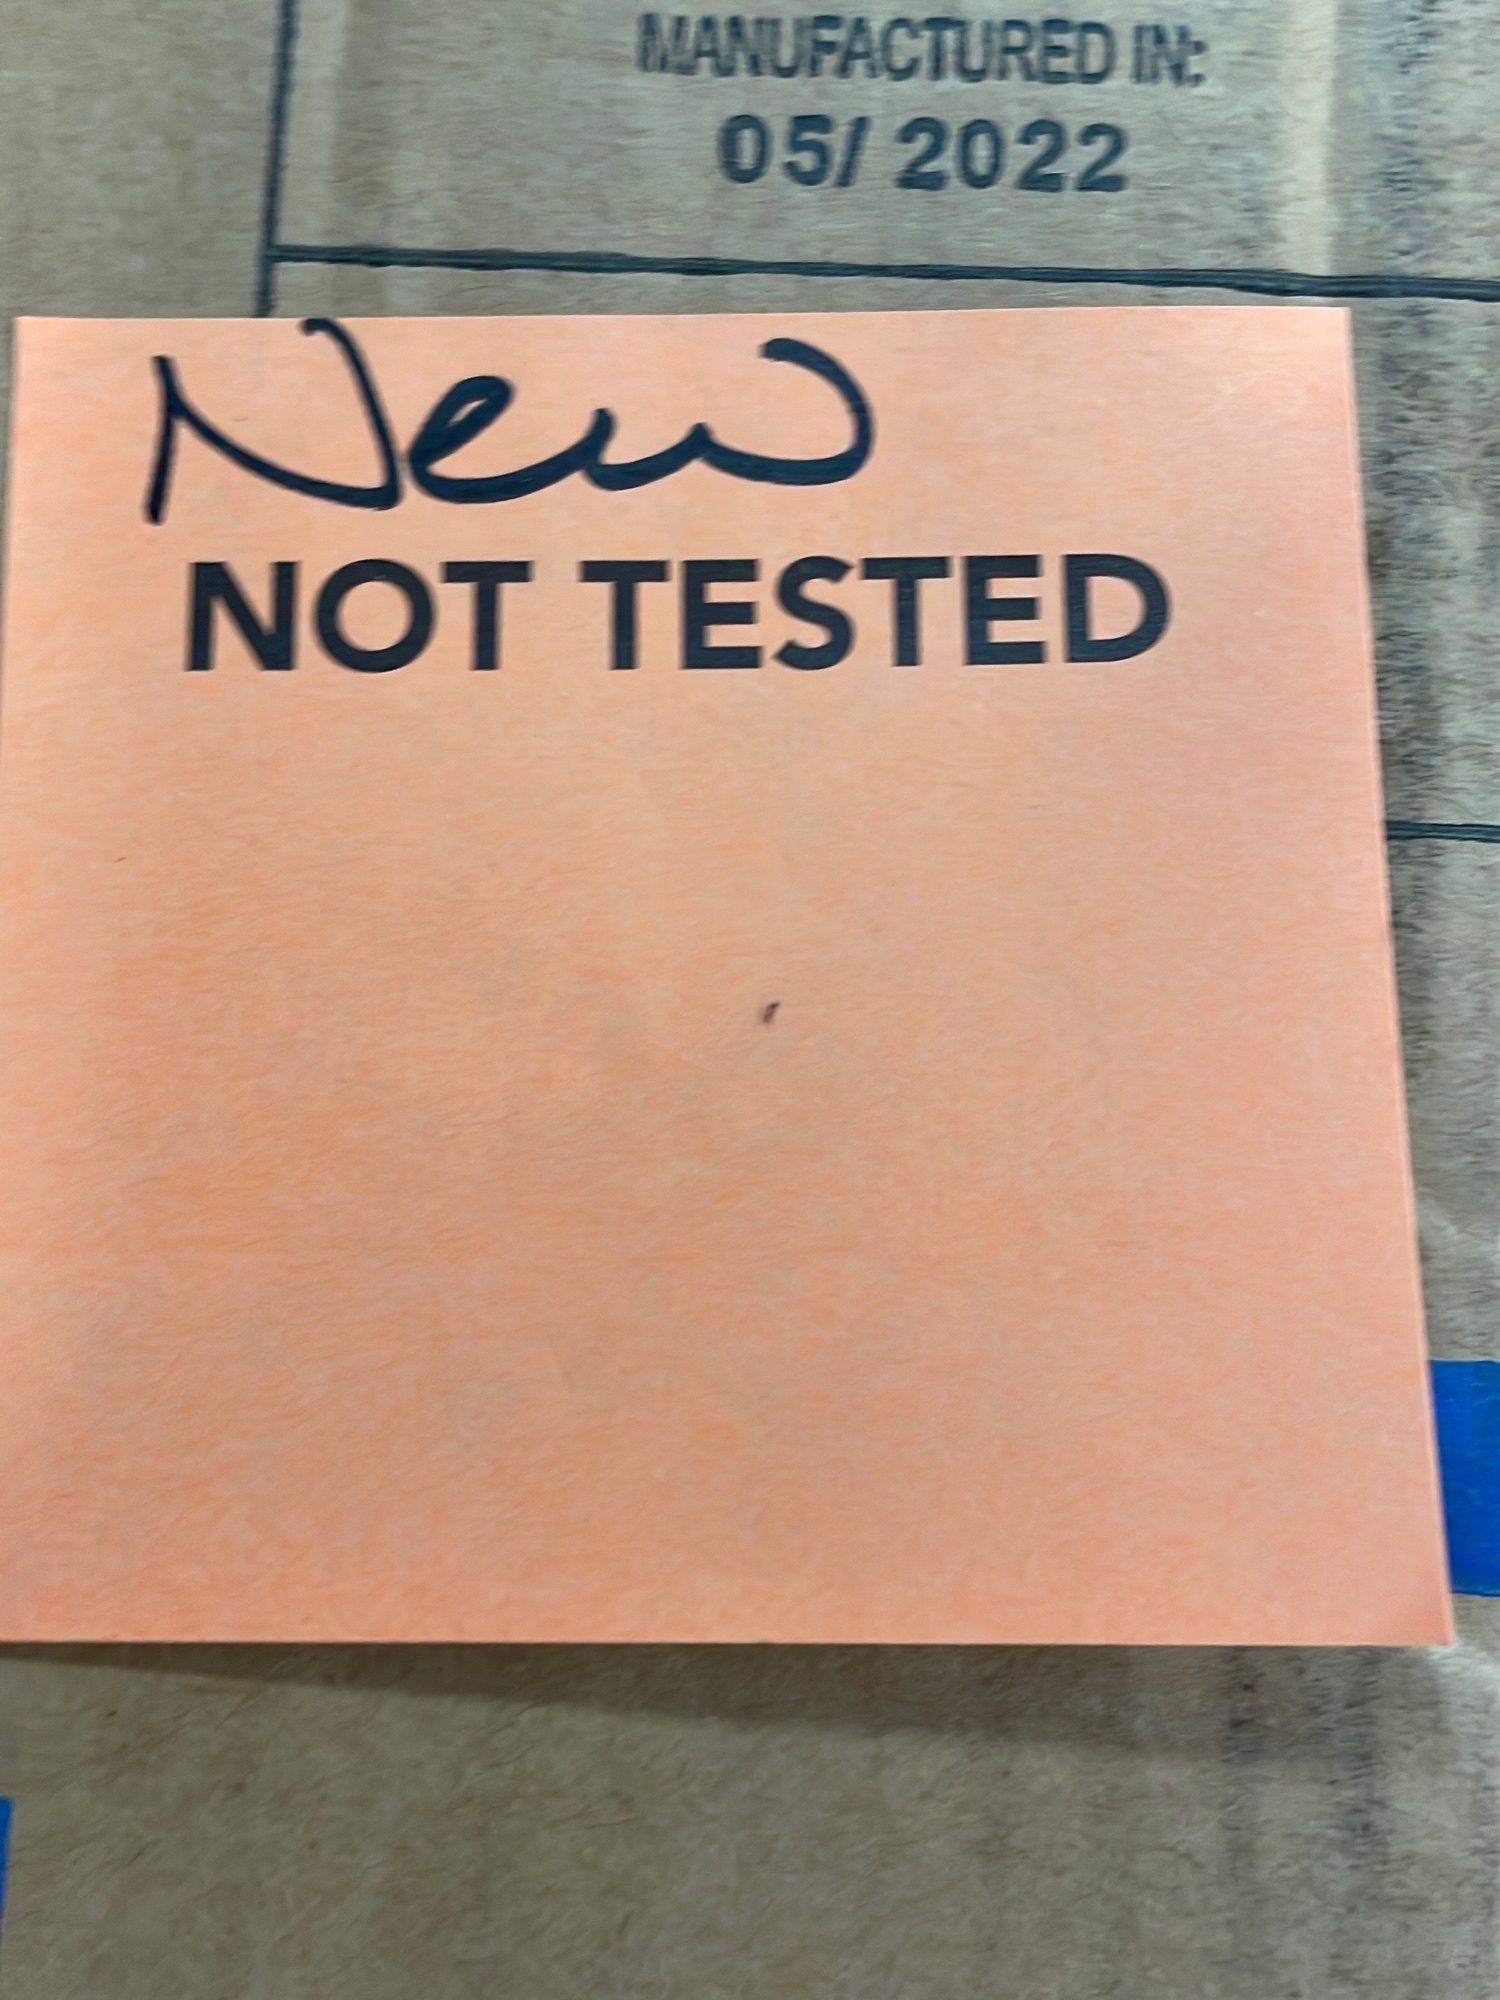 MANUFACTURED IN:
05/ 2022
New
NOT TESTED